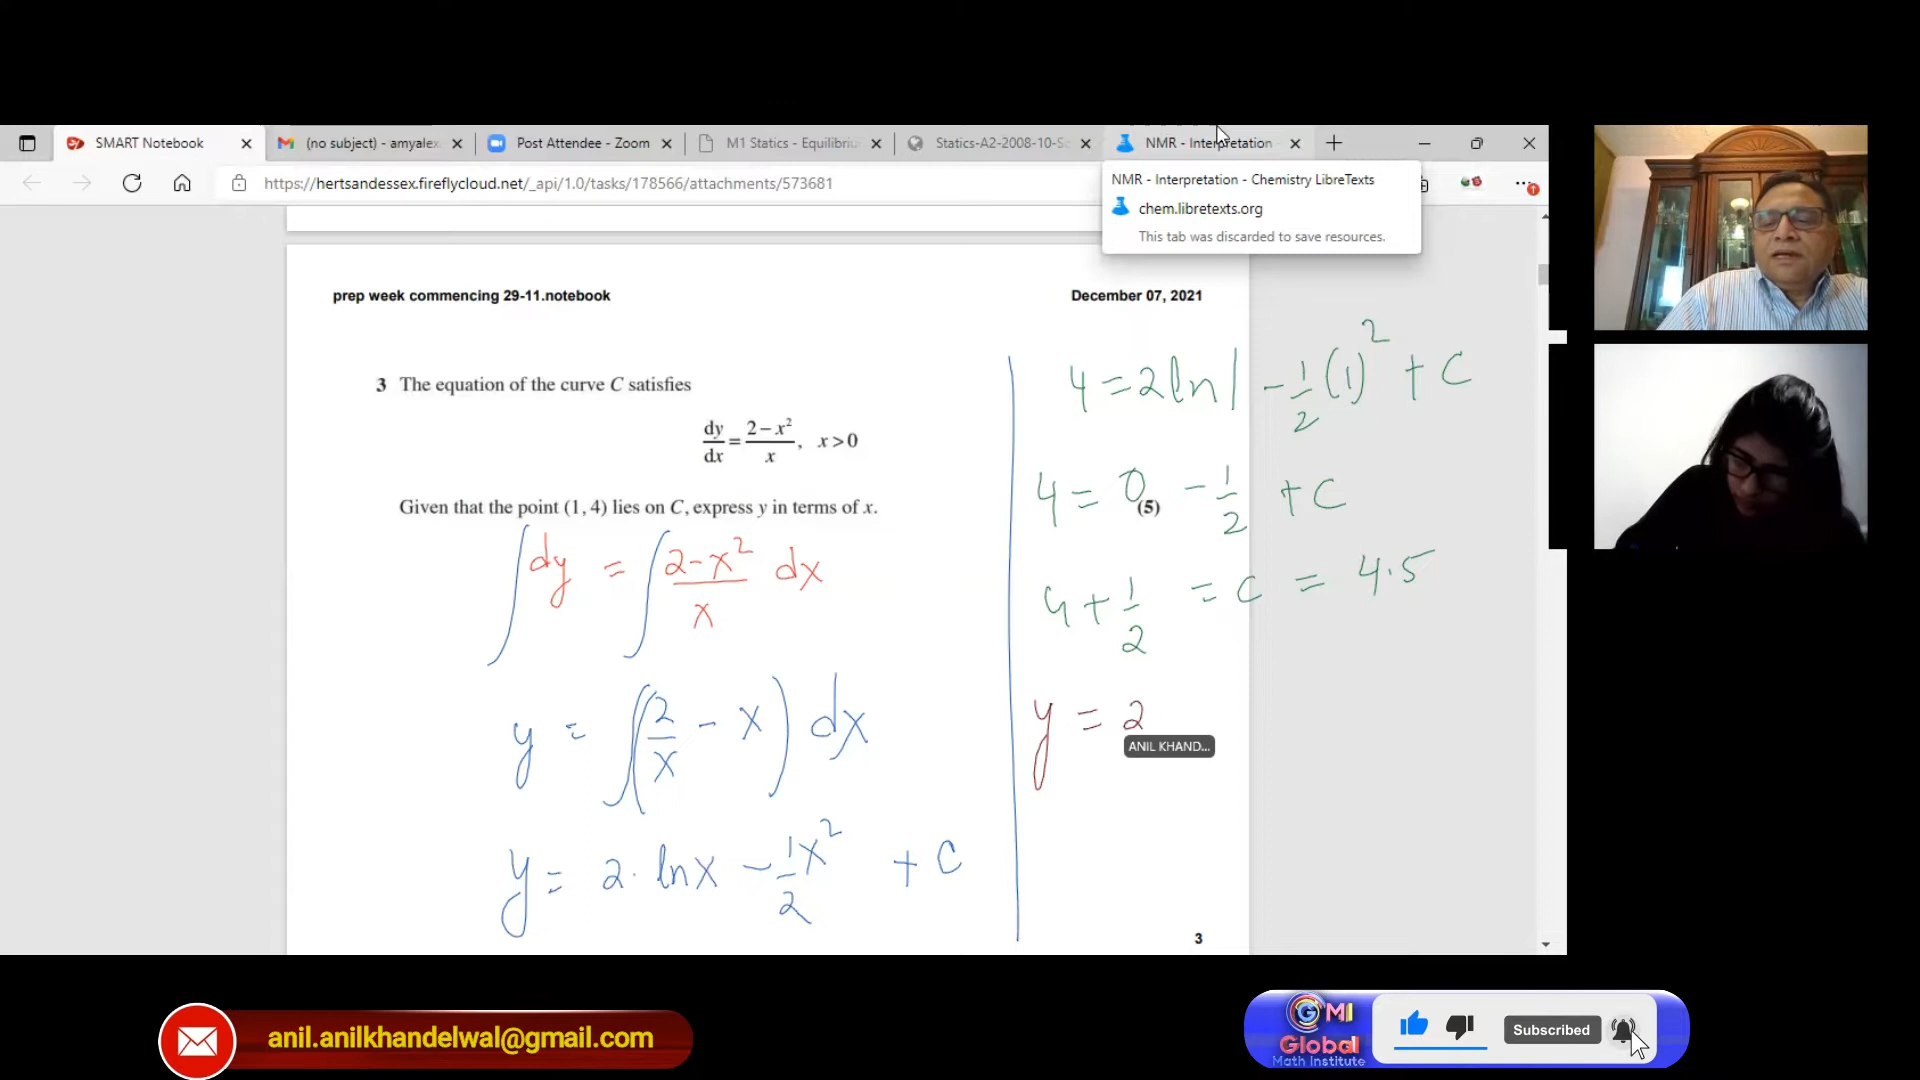 SMART Notebook
(no subject) - amyalex
Post Attendee - Zoom
M1 Statics - Equilibriu
Statics-A2-2008-10-So
NMR - Interpretation
https://hertsandessex.fireflycloud.net/_api/1.0/tasks/178566/attachments/573681
NMR - Interpretation - Chemistry LibreTexts
chem.libretexts.org
This tab was discarded to save resources.
prep week commencing 29-11.notebook
December 07, 2021
3 The equation of the curve C satisfies
dy/dx = (2 − x²)/x, x > 0
Given that the point (1, 4) lies on C, express y in terms of x.
(5)
∫ dy = ∫ (2 - x²)/x dx
y = ∫ (2/x - x) dx
y = 2. ln x - 1/2 x² + C
4 = 2 ln 1 - 1/2 (1)² + C
4 = 0 - 1/2 + C
4 + 1/2 = C = 4.5
y = 2
ANIL KHAND...
3
anil.anilkhandelwal@gmail.com
GMI
Global
Math Institute
Subscribed